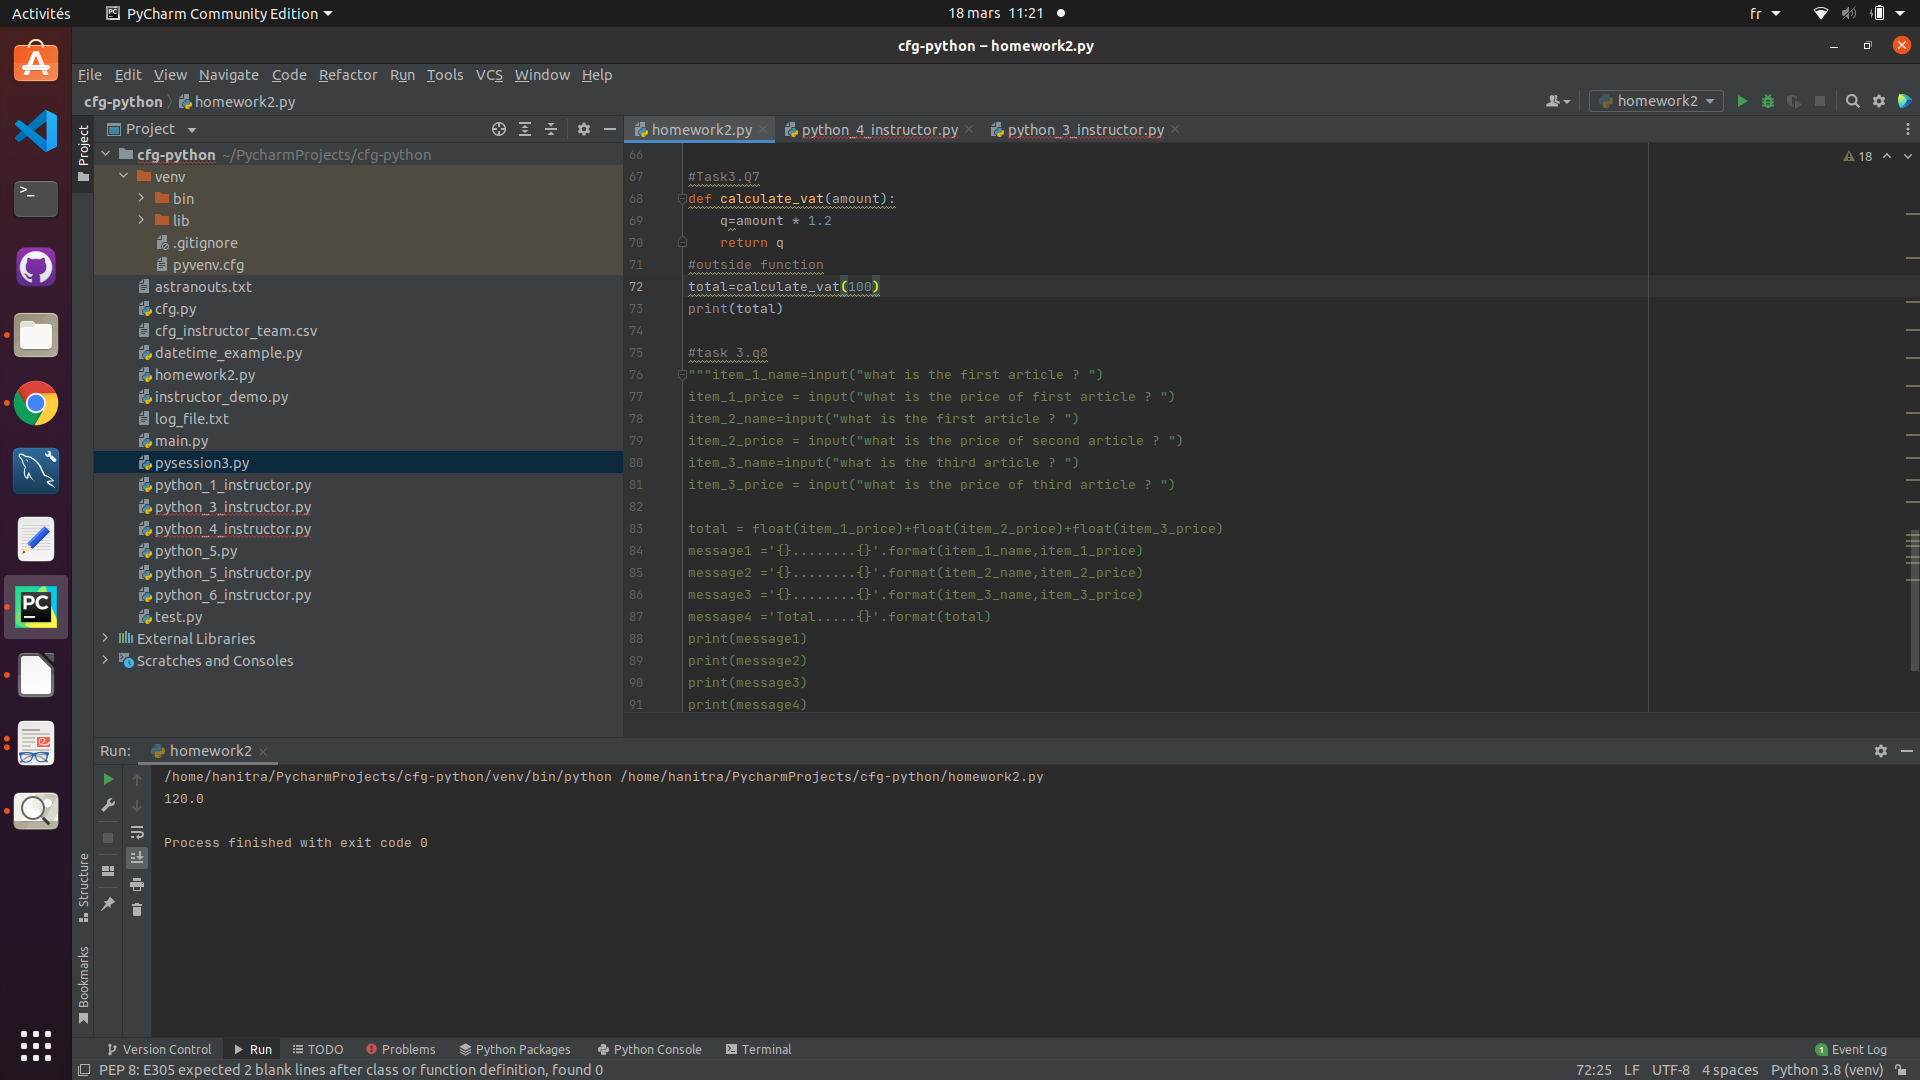 Activités
PyCharm Community Edition
18 mars 11:21
fr
cfg-python – homework2.py
File Edit View Navigate Code Refactor Run Tools VCS Window Help
cfg-python homework2.py
homework2
Project
Project
homework2.py
python_4_instructor.py
python_3_instructor.py
cfg-python ~/PycharmProjects/cfg-python
venv
bin
lib
.gitignore
pyvenv.cfg
astranouts.txt
cfg.py
cfg_instructor_team.csv
datetime_example.py
homework2.py
instructor_demo.py
log_file.txt
main.py
pysession3.py
python_1_instructor.py
python_3_instructor.py
python_4_instructor.py
python_5.py
python_5_instructor.py
python_6_instructor.py
test.py
External Libraries
Scratches and Consoles
18
66
67 #Task3.Q7
68 def calculate_vat(amount):
69 q=amount * 1.2
70 return q
71 #outside function
72 total=calculate_vat(100)
73 print(total)
74
75 #task 3.q8
76 """item_1_name=input("what is the first article ? ")
77 item_1_price = input("what is the price of first article ? ")
78 item_2_name=input("what is the first article ? ")
79 item_2_price = input("what is the price of second article ? ")
80 item_3_name=input("what is the third article ? ")
81 item_3_price = input("what is the price of third article ? ")
82
83 total = float(item_1_price)+float(item_2_price)+float(item_3_price)
84 message1 ='{}........{}'.format(item_1_name,item_1_price)
85 message2 ='{}........{}'.format(item_2_name,item_2_price)
86 message3 ='{}........{}'.format(item_3_name,item_3_price)
87 message4 ='Total.....{}'.format(total)
88 print(message1)
89 print(message2)
90 print(message3)
91 print(message4)
Run: homework2
/home/hanitra/PycharmProjects/cfg-python/venv/bin/python /home/hanitra/PycharmProjects/cfg-python/homework2.py
120.0
Process finished with exit code 0
Structure
Bookmarks
Version Control Run TODO Problems Python Packages Python Console Terminal
1 Event Log
PEP 8: E305 expected 2 blank lines after class or function definition, found 0
72:25 LF UTF-8 4 spaces Python 3.8 (venv)